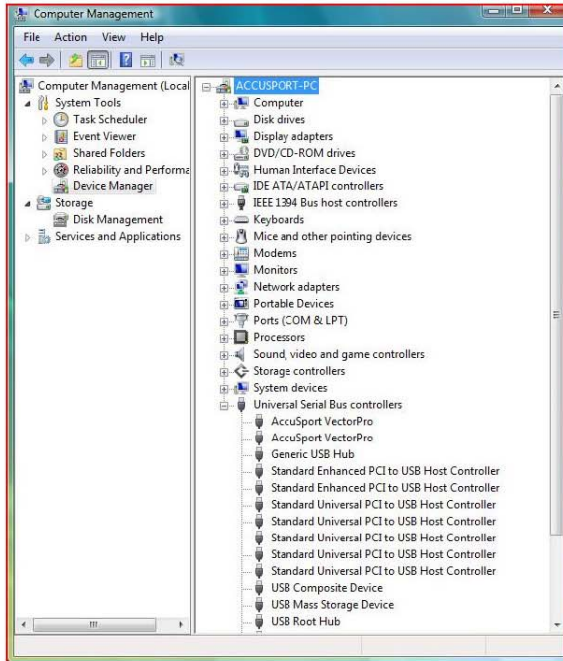 Computer Management
File Action View Help
Computer Management (Local
System Tools
Task Scheduler
Event Viewer
Shared Folders
Reliability and Performa
Device Manager
Storage
Disk Management
Services and Applications
ACCUSPORT-PC
Computer
Disk drives
Display adapters
DVD/CD-ROM drives
Human Interface Devices
IDE ATA/ATAPI controllers
IEEE 1394 Bus host controllers
Keyboards
Mice and other pointing devices
Modems
Monitors
Network adapters
Portable Devices
Ports (COM & LPT)
Processors
Sound, video and game controllers
Storage controllers
System devices
Universal Serial Bus controllers
AccuSport VectorPro
AccuSport VectorPro
Generic USB Hub
Standard Enhanced PCI to USB Host Controller
Standard Enhanced PCI to USB Host Controller
Standard Universal PCI to USB Host Controller
Standard Universal PCI to USB Host Controller
Standard Universal PCI to USB Host Controller
Standard Universal PCI to USB Host Controller
Standard Universal PCI to USB Host Controller
USB Composite Device
USB Mass Storage Device
USB Root Hub